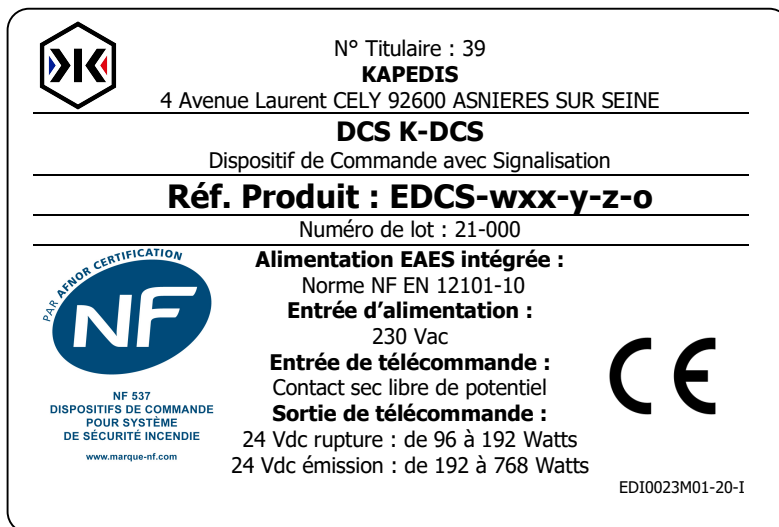 N° Titulaire : 39
KAPEDIS
4 Avenue Laurent CELY 92600 ASNIERES SUR SEINE
DCS K-DCS
Dispositif de Commande avec Signalisation
Réf. Produit : EDCS-wxx-y-z-o
Numéro de lot : 21-000
PAR AFNOR CERTIFICATION
NF
NF 537
DISPOSITIFS DE COMMANDE
POUR SYSTÈME
DE SÉCURITÉ INCENDIE
www.marque-nf.com
Alimentation EAES intégrée :
Norme NF EN 12101-10
Entrée d’alimentation :
230 Vac
Entrée de télécommande :
Contact sec libre de potentiel
Sortie de télécommande :
24 Vdc rupture : de 96 à 192 Watts
24 Vdc émission : de 192 à 768 Watts
CE
EDI0023M01-20-I